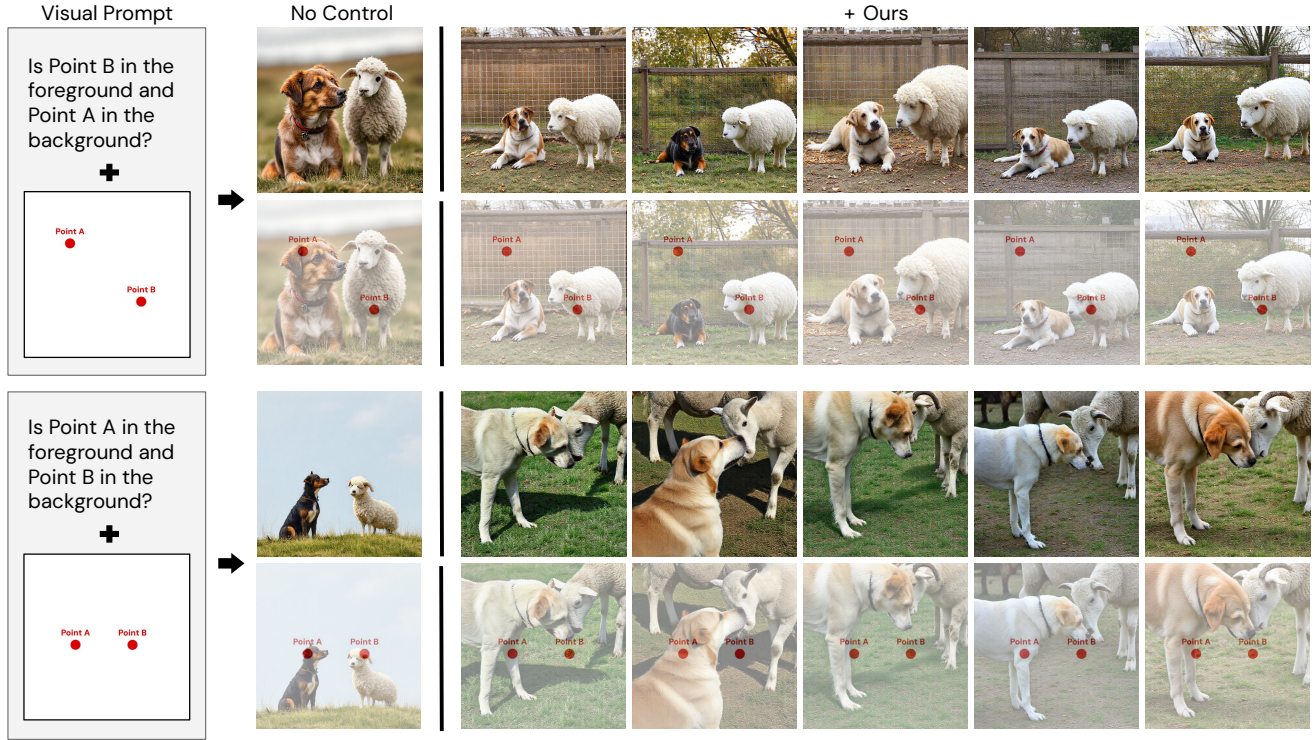 Visual Prompt
No Control
+ Ours
Is Point B in the
foreground and
Point A in the
background?
Point A
Point B
Point A
Point B
Point A
Point B
Point A
Point B
Point A
Point B
Point A
Point B
Point A
Point B
Is Point A in the
foreground and
Point B in the
background?
Point A Point B
Point A Point B
Point A Point B
Point A Point B
Point A Point B
Point A Point B
Point A Point B